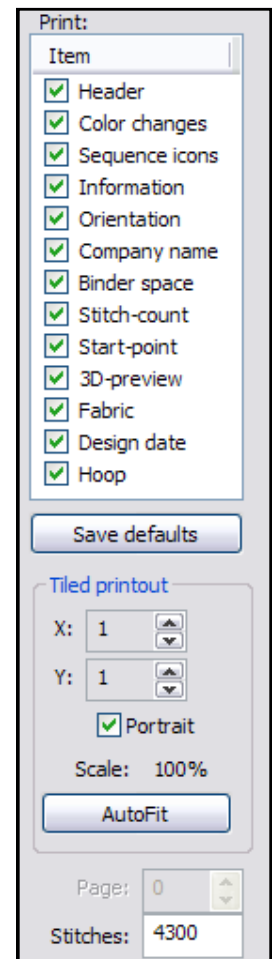 Print:
Item
Header
Color changes
Sequence icons
Information
Orientation
Company name
Binder space
Stitch-count
Start-point
3D-preview
Fabric
Design date
Hoop
Save defaults
Tiled printout
X: 1
Y: 1
Portrait
Scale: 100%
AutoFit
Page: 0
Stitches: 4300